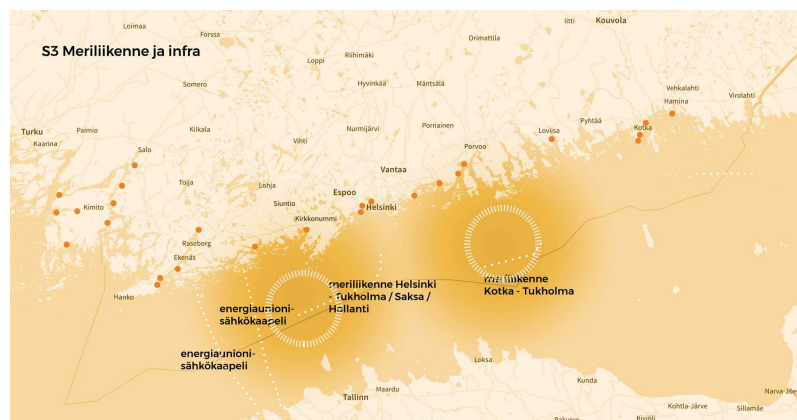 S3 Meriliikenne ja infra
Loimaa
Forssa
Iitti
Kouvola
Orimattila
Riihimäki
Loppi
Somero
Hyvinkää
Mäntsälä
Vehkalahti
Virolahti
Hamina
Turku
Paimio
Kaarina
Kiikala
Nurmijärvi
Pornainen
Pyhtää
Kotka
Loviisa
Vihti
Porvoo
Salo
Vantaa
Toija
Lohja
Espoo
Siuntio
Kimito
Helsinki
Kirkkonummi
Raseborg
Ekenäs
Hanko
meriliikenne Helsinki
- Tukholma / Saksa /
Hollanti
meriliikenne
Kotka - Tukholma
energiaunioni-
sähkökaapeli
energiaunioni-
sähkökaapeli
Loksa
Maardu
Tallinn
Kunda
Kohtla-Järve
Sillamäe
Narva-Jõe
Kiviõli